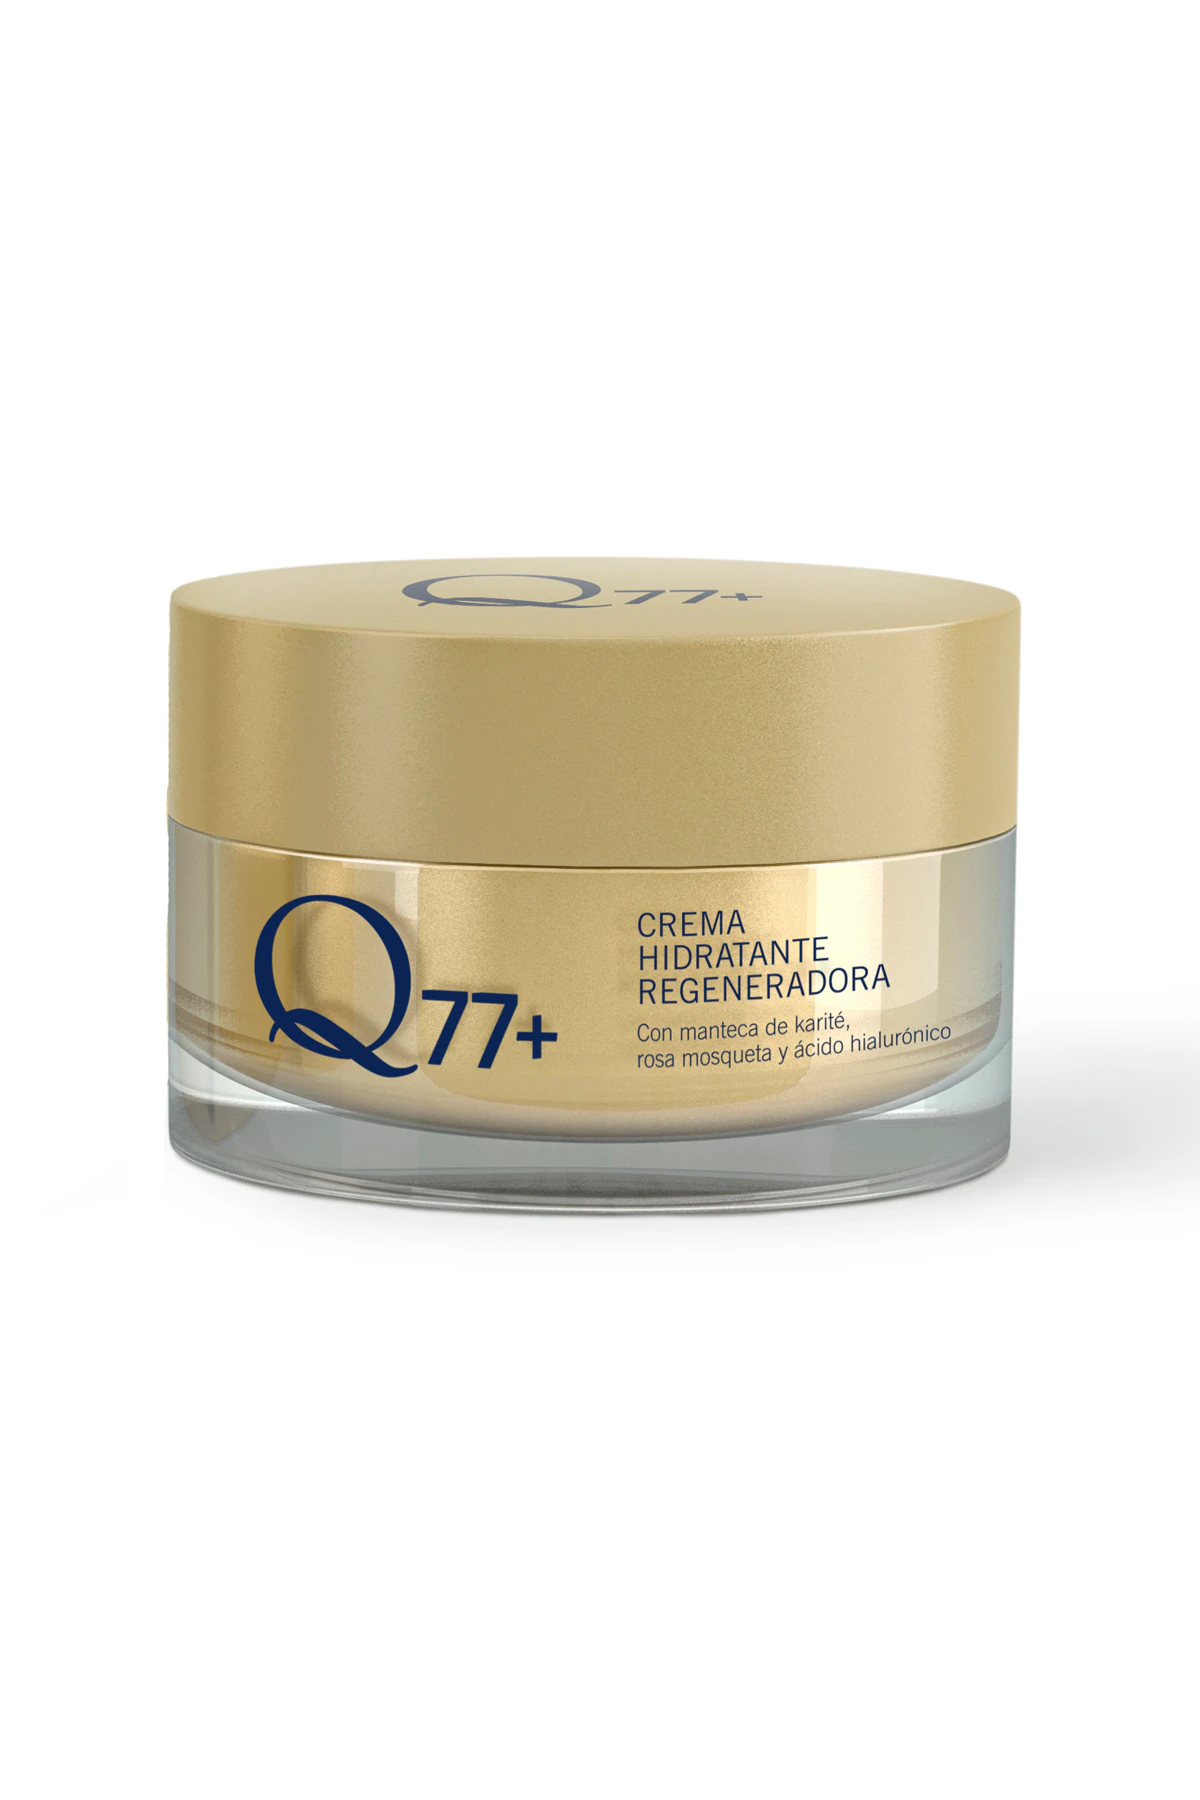 Q77+
Q77+
CREMA
HIDRATANTE
REGENERADORA
Con manteca de karité,
rosa mosqueta y ácido hialurónico